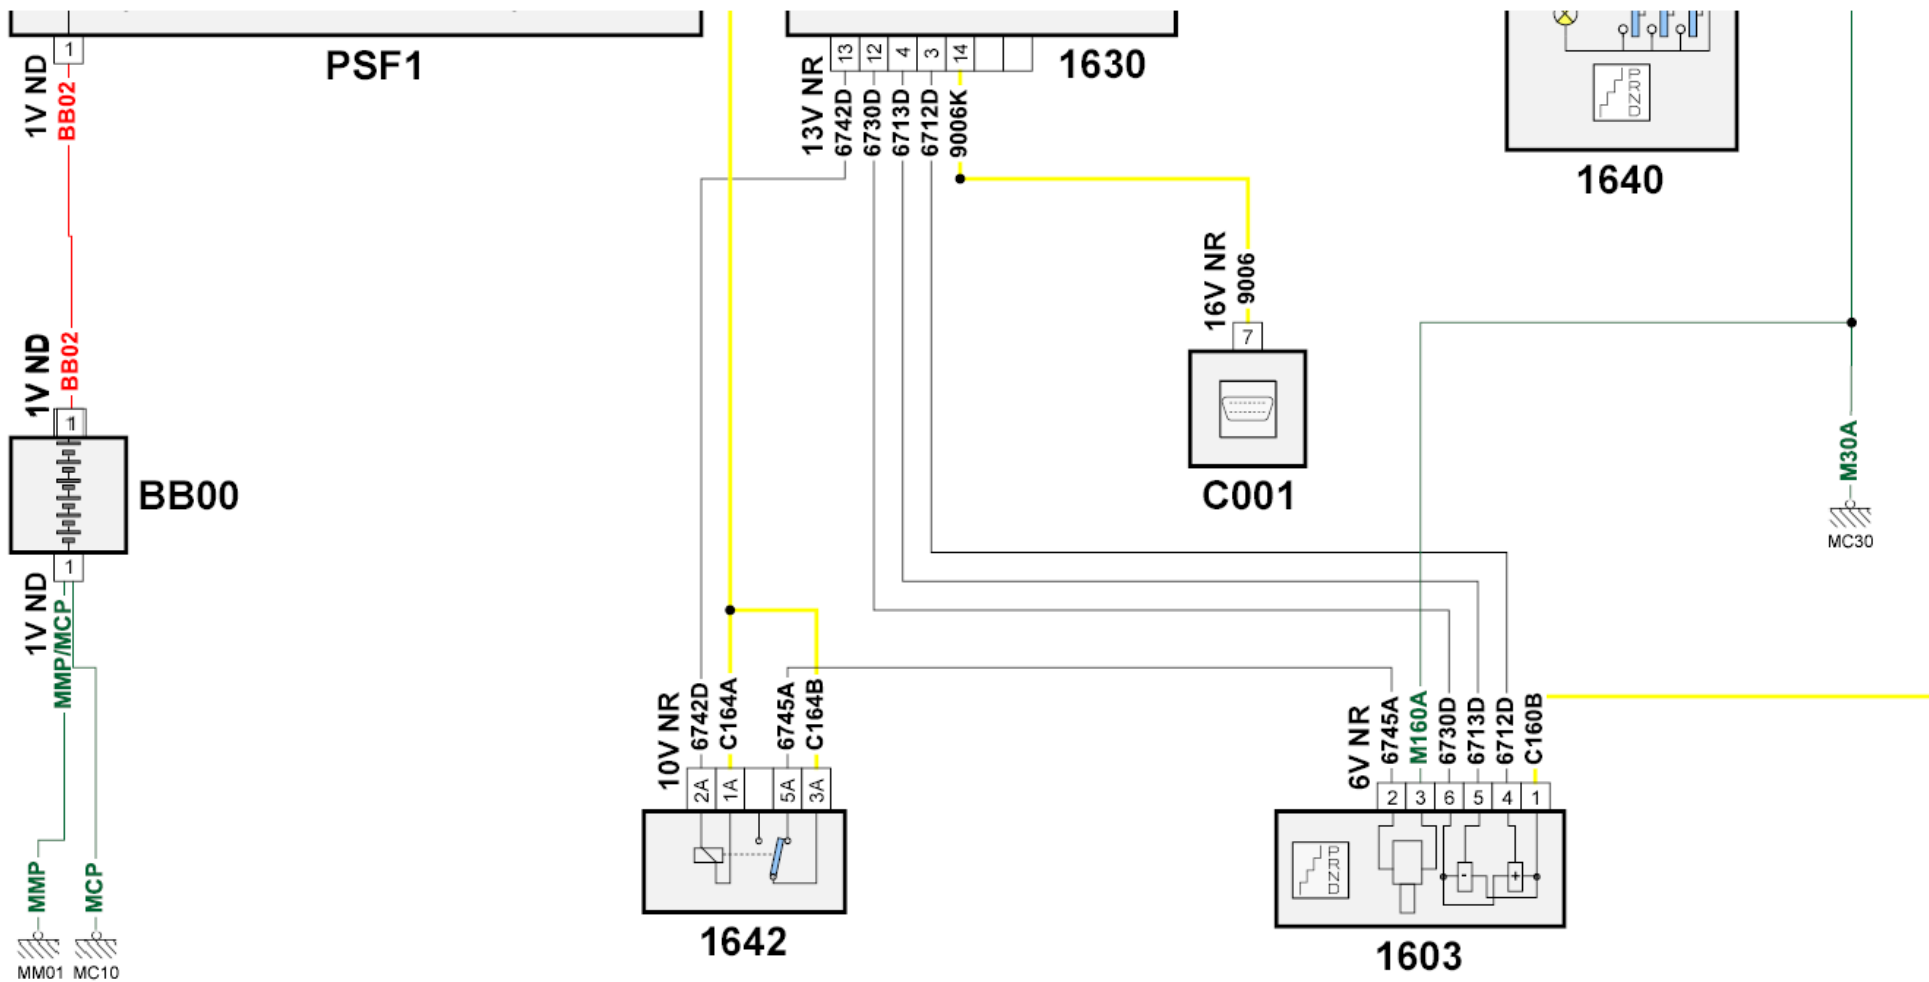 1
1V ND
BB02
PSF1
13
12
4
3
14
13V NR
6742D
6730D
6713D
6712D
9006K
1630
PRND
1640
16V NR
9006
7
C001
1V ND
BB02
1
BB00
1
1V ND
MMP/MCP
MMP
MCP
MM01
MC10
M30A
MC30
10V NR
6742D
C164A
6745A
C164B
2A
1A
5A
3A
1642
6V NR
6745A
M160A
6730D
6713D
6712D
C160B
2
3
6
5
4
1
PRND
-
+
1603